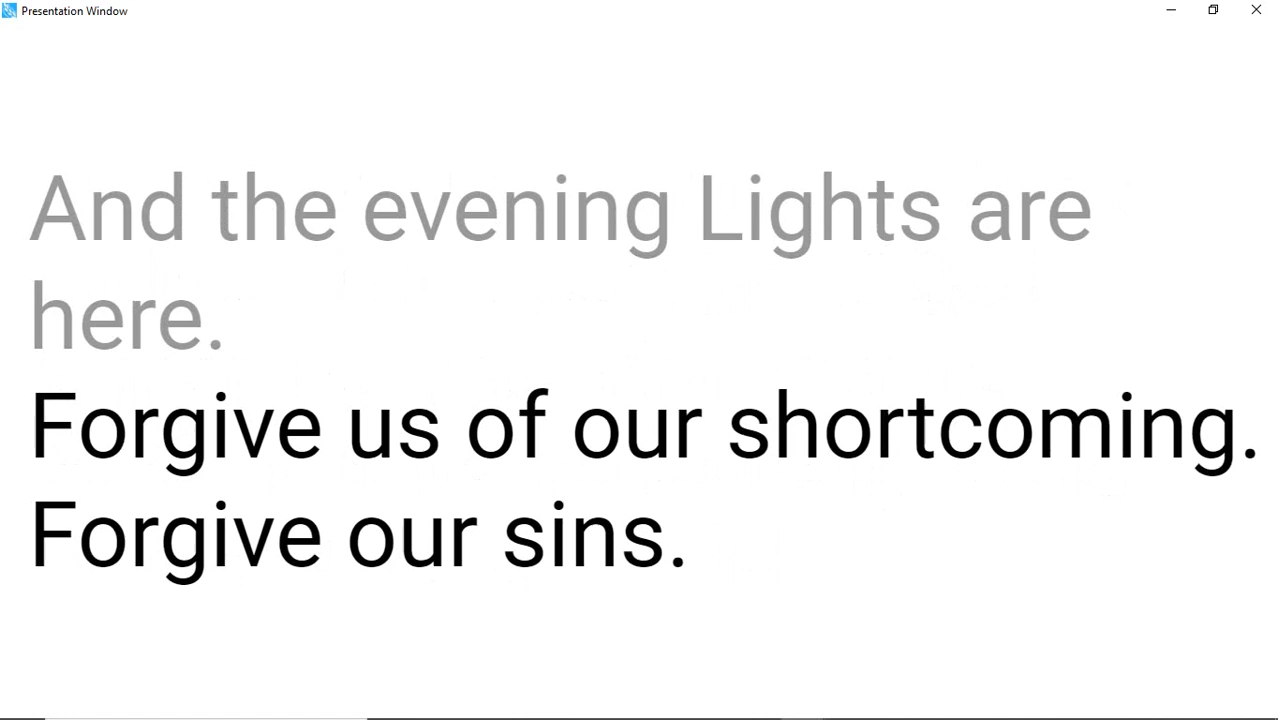 Presentation Window
And the evening Lights are
here.
Forgive us of our shortcoming.
Forgive our sins.